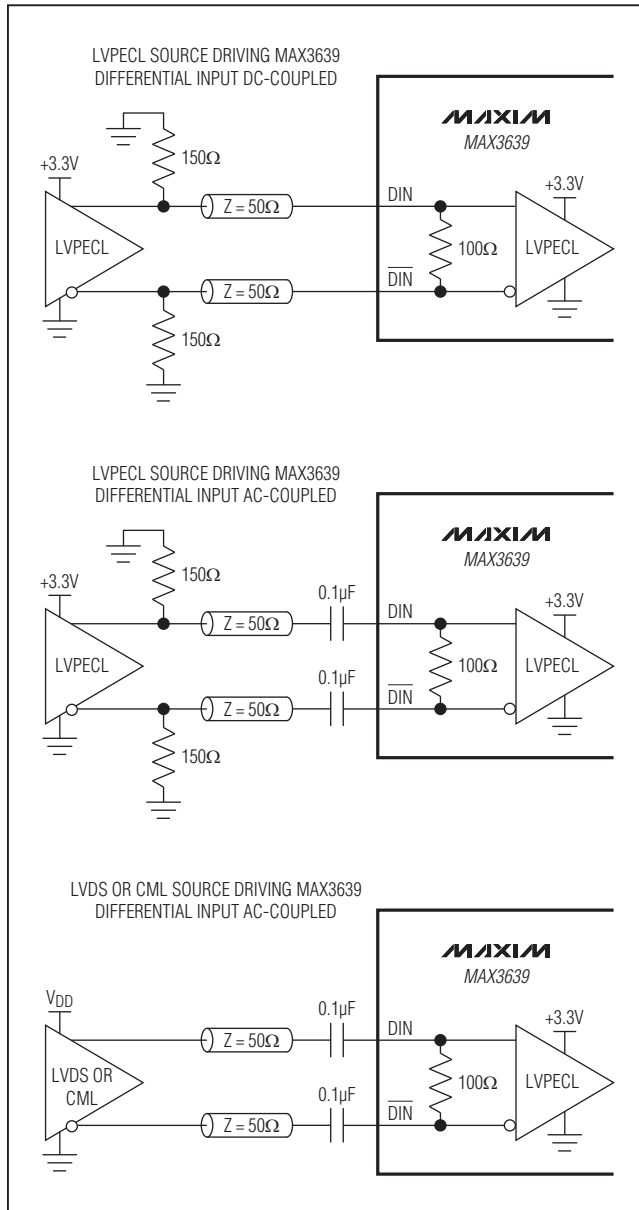 LVPECL SOURCE DRIVING MAX3639
DIFFERENTIAL INPUT DC-COUPLED
MAXIM
MAX3639
150Ω
+3.3V
+3.3V
Z = 50Ω
DIN
LVPECL
100Ω
LVPECL
Z = 50Ω
DIN
150Ω
LVPECL SOURCE DRIVING MAX3639
DIFFERENTIAL INPUT AC-COUPLED
MAXIM
MAX3639
150Ω
+3.3V
0.1µF
+3.3V
Z = 50Ω
DIN
LVPECL
0.1µF
100Ω
LVPECL
Z = 50Ω
DIN
150Ω
LVDS OR CML SOURCE DRIVING MAX3639
DIFFERENTIAL INPUT AC-COUPLED
MAXIM
MAX3639
VDD
0.1µF
+3.3V
Z = 50Ω
DIN
LVDS OR
CML
0.1µF
100Ω
LVPECL
Z = 50Ω
DIN